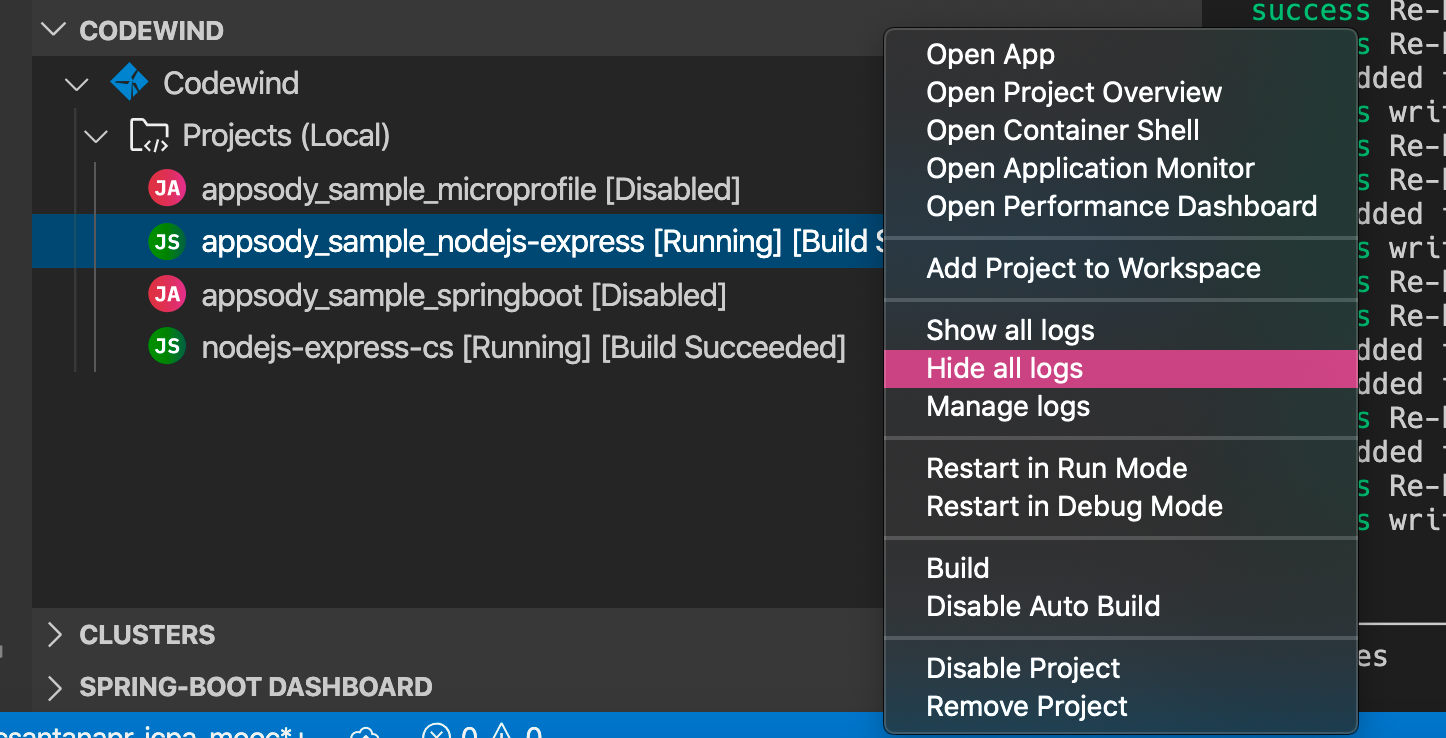 CODEWIND
Codewind
Projects (Local)
JA appsody_sample_microprofile [Disabled]
JS appsody_sample_nodejs-express [Running] [Build
JA appsody_sample_springboot [Disabled]
JS nodejs-express-cs [Running] [Build Succeeded]
CLUSTERS
SPRING-BOOT DASHBOARD
0 0
Open App
Open Project Overview
Open Container Shell
Open Application Monitor
Open Performance Dashboard
Add Project to Workspace
Show all logs
Hide all logs
Manage logs
Restart in Run Mode
Restart in Debug Mode
Build
Disable Auto Build
Disable Project
Remove Project
success Re-
s Re-
dded
s writ
s Re-
s Re-
dded
s writ
s Re-
s Re-
dded
dded
s Re-
dded
s Re-
s writ
es